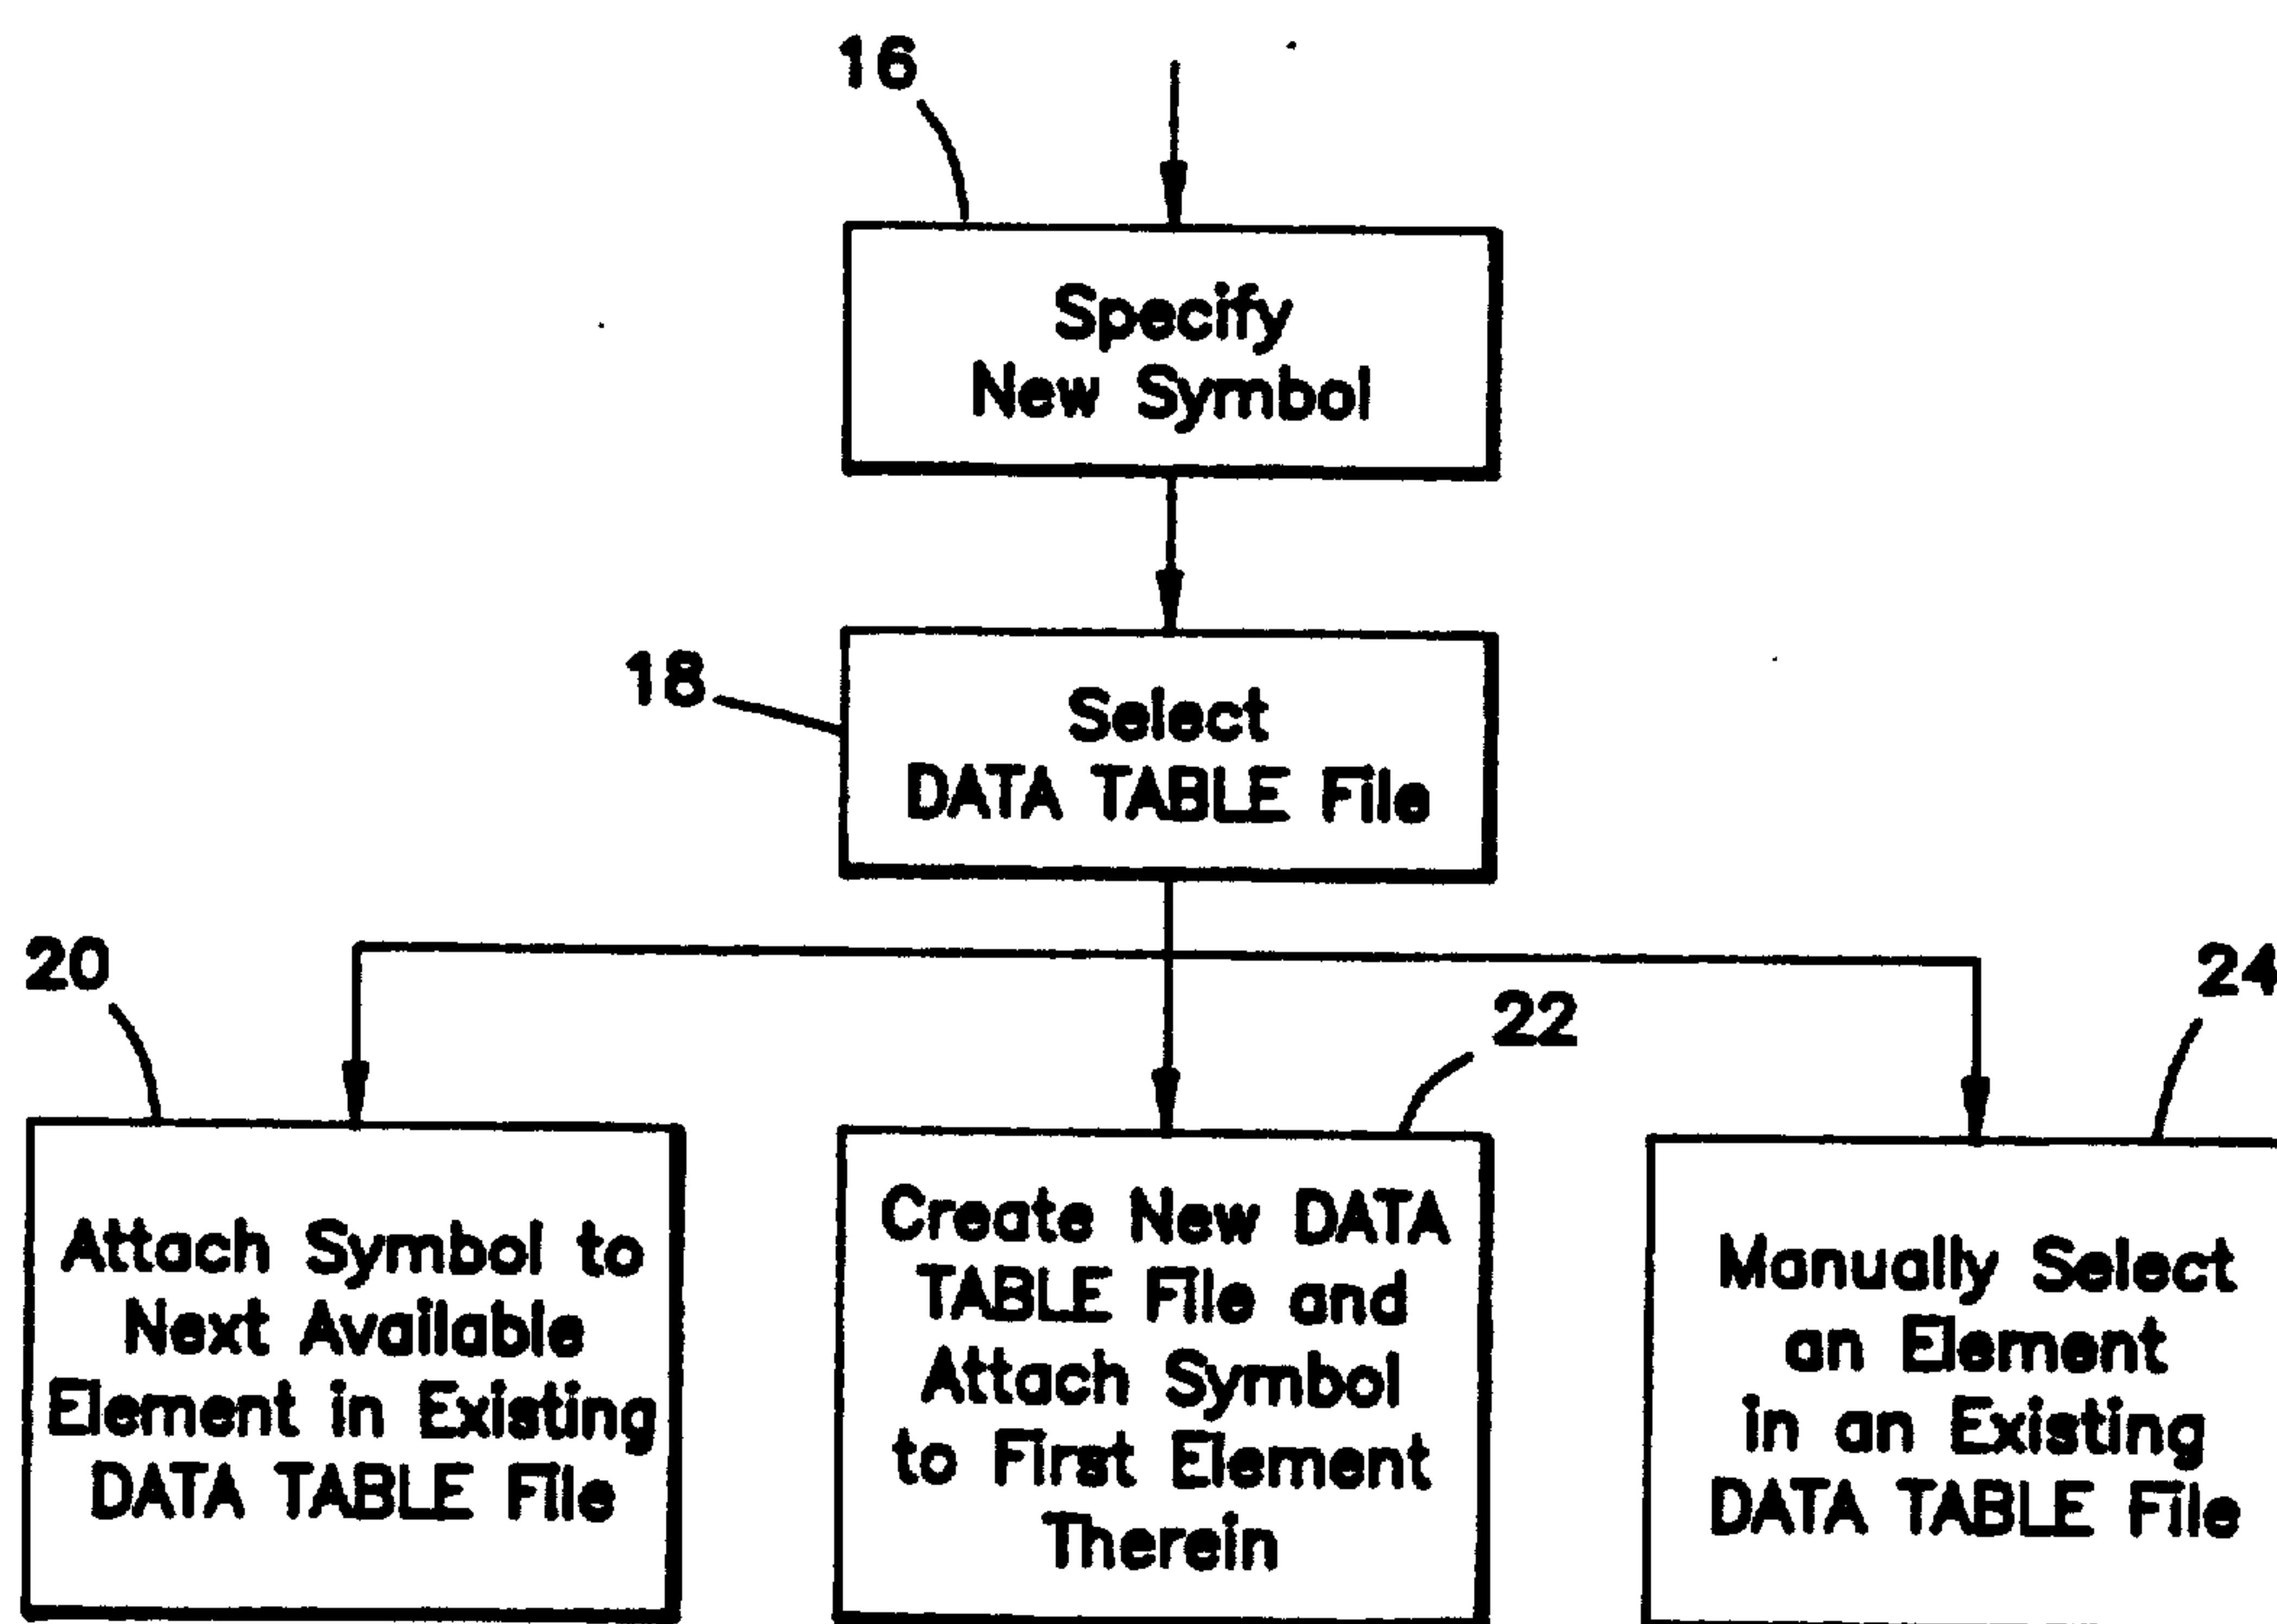 16
Specify
New Symbol
18
Select
DATA TABLE File
20
22
24
Attach Symbol to
Next Available
Element in Existing
DATA TABLE File
Create New DATA
TABLE File and
Attach Symbol
to First Element
Therein
Manually Select
an Element
in an Existing
DATA TABLE File